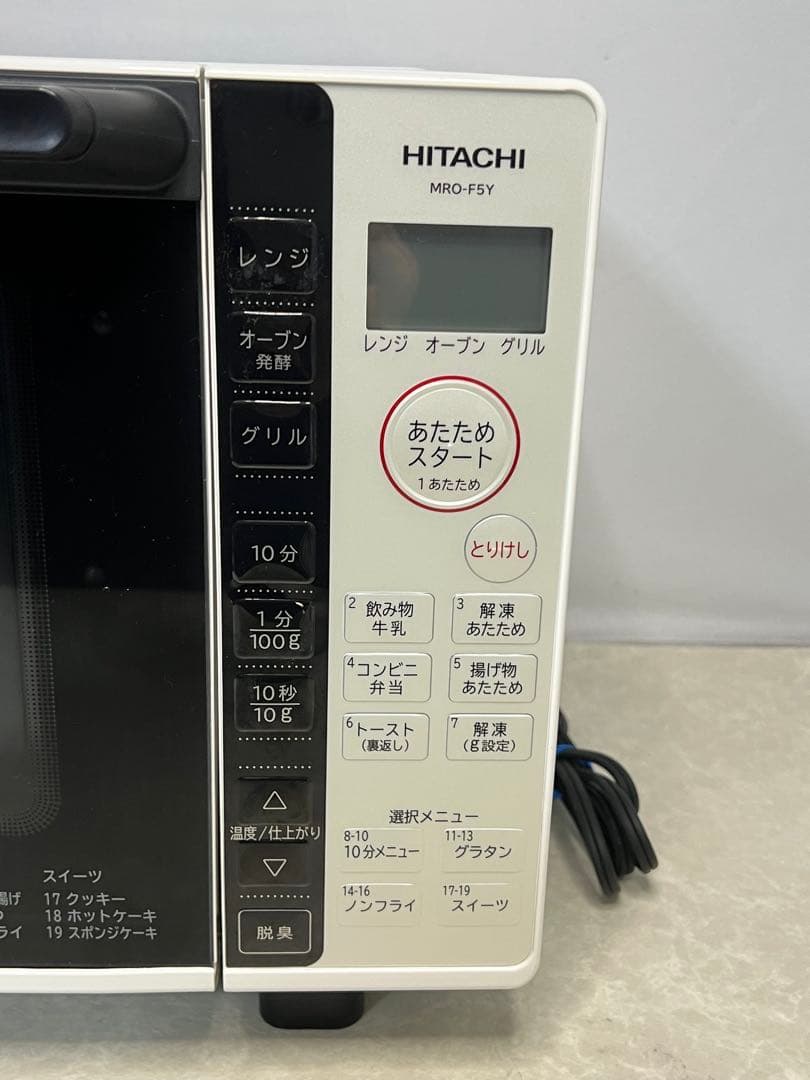 HITACHI
MRO-F5Y
レンジ オーブン グリル
レンジ
オーブン
発酵
グリル
10分
1分
100g
10秒
10g
△
温度/仕上がり
▽
脱臭
あたため
スタート
1あたため
とりけし
2 飲み物
牛乳
3 解凍
あたため
4 コンビニ
弁当
5 揚げ物
あたため
6 トースト
(裏返し)
7 解凍
(g設定)
選択メニュー
8-10
10分メニュー
11-13
グラタン
14-16
ノンフライ
17-19
スイーツ
スイーツ
揚げ 17 クッキー
18 ホットケーキ
ライ 19 スポンジケーキ